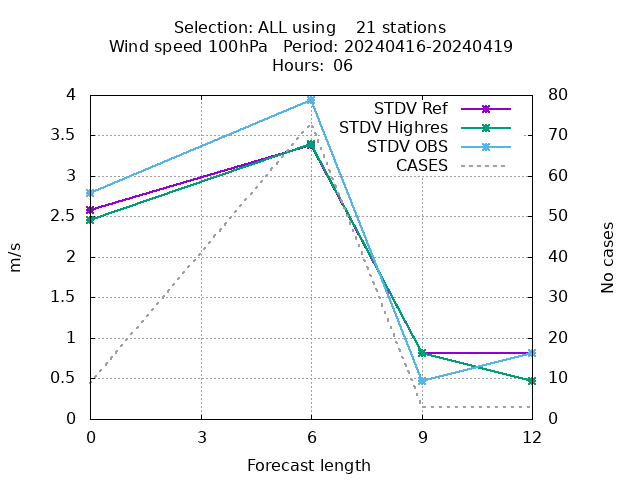 Selection: ALL using    21 stations
Wind speed 100hPa   Period: 20240416-20240419
Hours:  06
STDV Ref
STDV Highres
STDV OBS
CASES
4
3.5
3
2.5
2
1.5
1
0.5
0
80
70
60
50
40
30
20
10
0
m/s
No cases
0 3 6 9 12
Forecast length